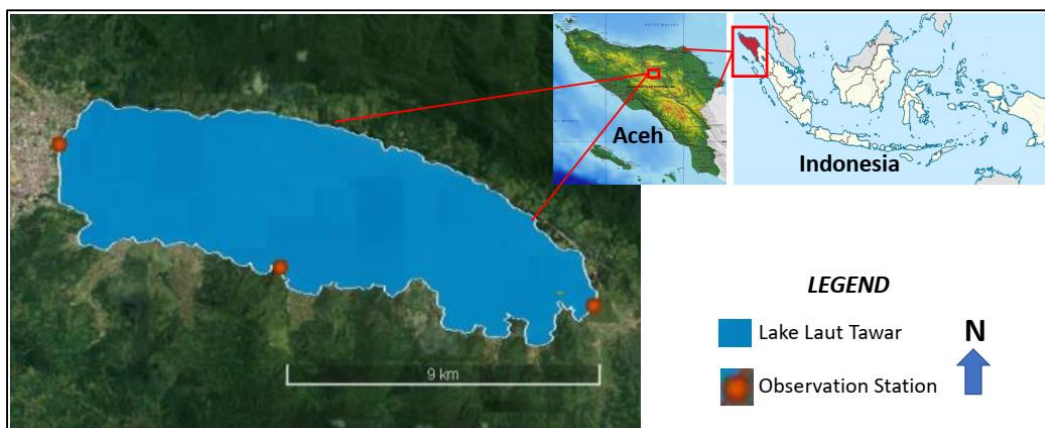 Aceh
Indonesia
9 km
LEGEND
Lake Laut Tawar
Observation Station
N